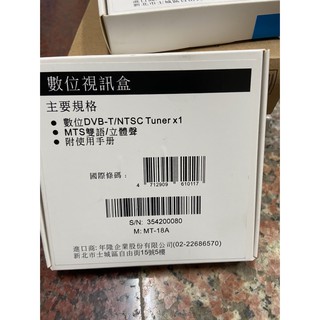 數位視訊盒
主要規格
● 數位DVB-T/NTSC Tuner x1
● MTS雙語/立體聲
● 附使用手册
國際條碼：
4 712909 610117
S/N: 354200080
M: MT-18A
進口商: 年隆企業股份有限公司(02-22686570)
新北市土城區自由街15號5樓